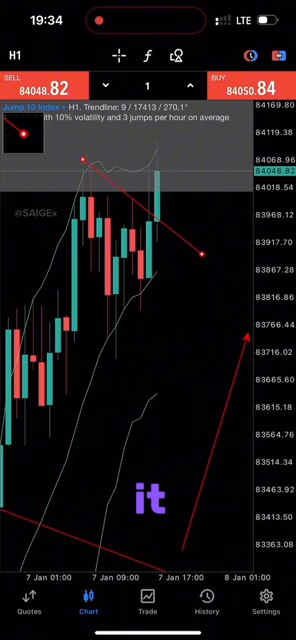 19:34
LTE
H1
SELL
84048.82
1
BUY
84050.84
Jump 10 Index H1. Trendline: 9 / 17413 / 270.1°
th 10% volatility and 3 jumps per hour on average
84169.80
84119.38
84068.96
84048.82
84018.54
@SAIGEx
83968.12
83917.70
83867.28
83816.86
83766.44
83716.02
83665.60
83615.18
83564.76
83514.34
it
83463.92
83413.50
83363.08
7 Jan 01:00
7 Jan 09:00
7 Jan 17:00
8 Jan 01:00
Quotes
Chart
Trade
History
Settings